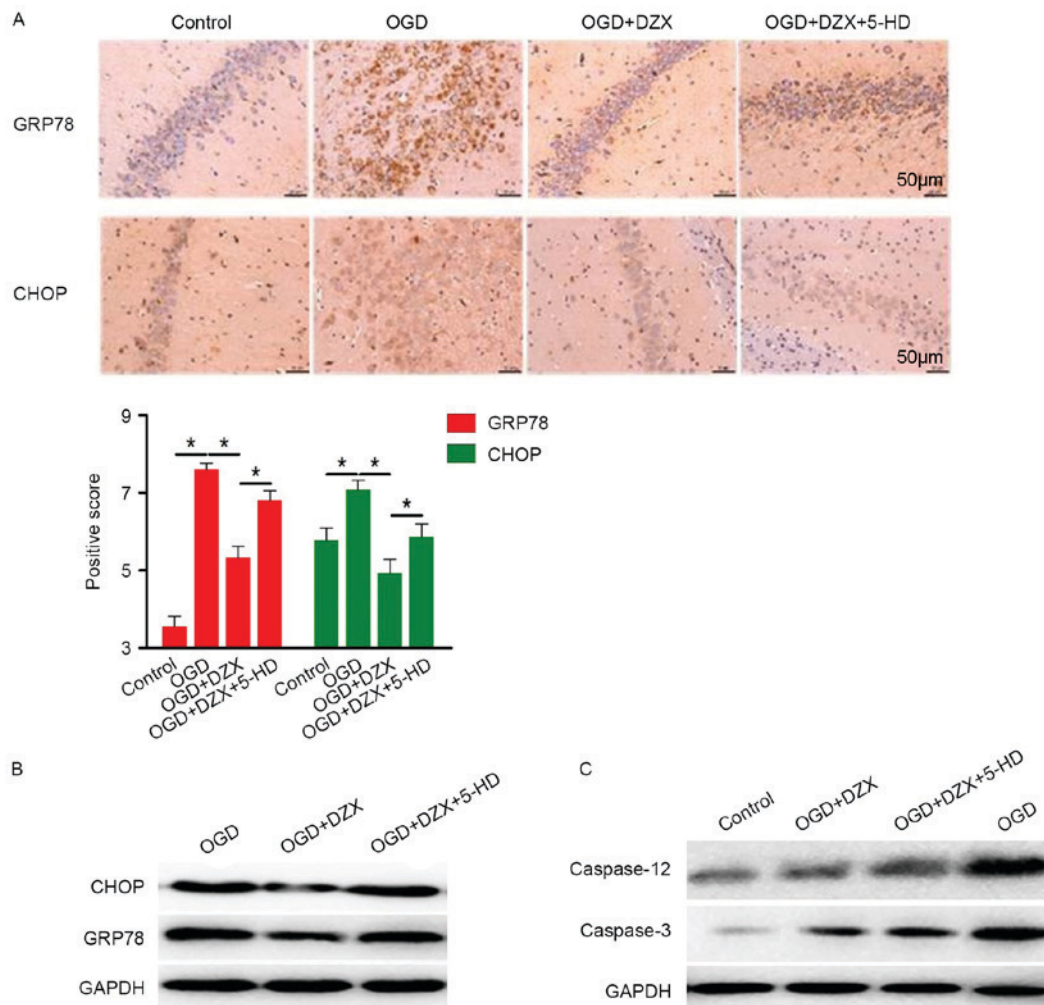 A
Control OGD OGD+DZX OGD+DZX+5-HD
GRP78
50μm
CHOP
50μm
9
7
5
3
Positive score
* * *
* * *
GRP78
CHOP
Control OGD OGD+DZX OGD+DZX+5-HD
Control OGD OGD+DZX OGD+DZX+5-HD
B
OGD OGD+DZX OGD+DZX+5-HD
CHOP
GRP78
GAPDH
C
Control OGD+DZX OGD+DZX+5-HD OGD
Caspase-12
Caspase-3
GAPDH